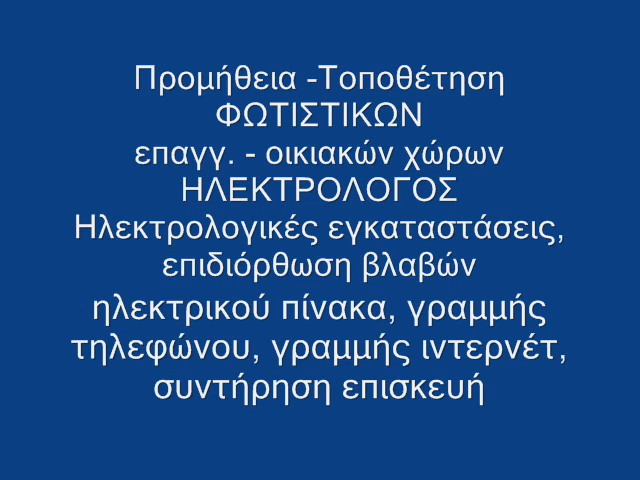 Προμήθεια -Τοποθέτηση
ΦΩΤΙΣΤΙΚΩΝ
επαγγ. - οικιακών χώρων
ΗΛΕΚΤΡΟΛΟΓΟΣ
Ηλεκτρολογικές εγκαταστάσεις,
επιδιόρθωση βλαβών
ηλεκτρικού πίνακα, γραμμής
τηλεφώνου, γραμμής ιντερνέτ,
συντήρηση επισκευή